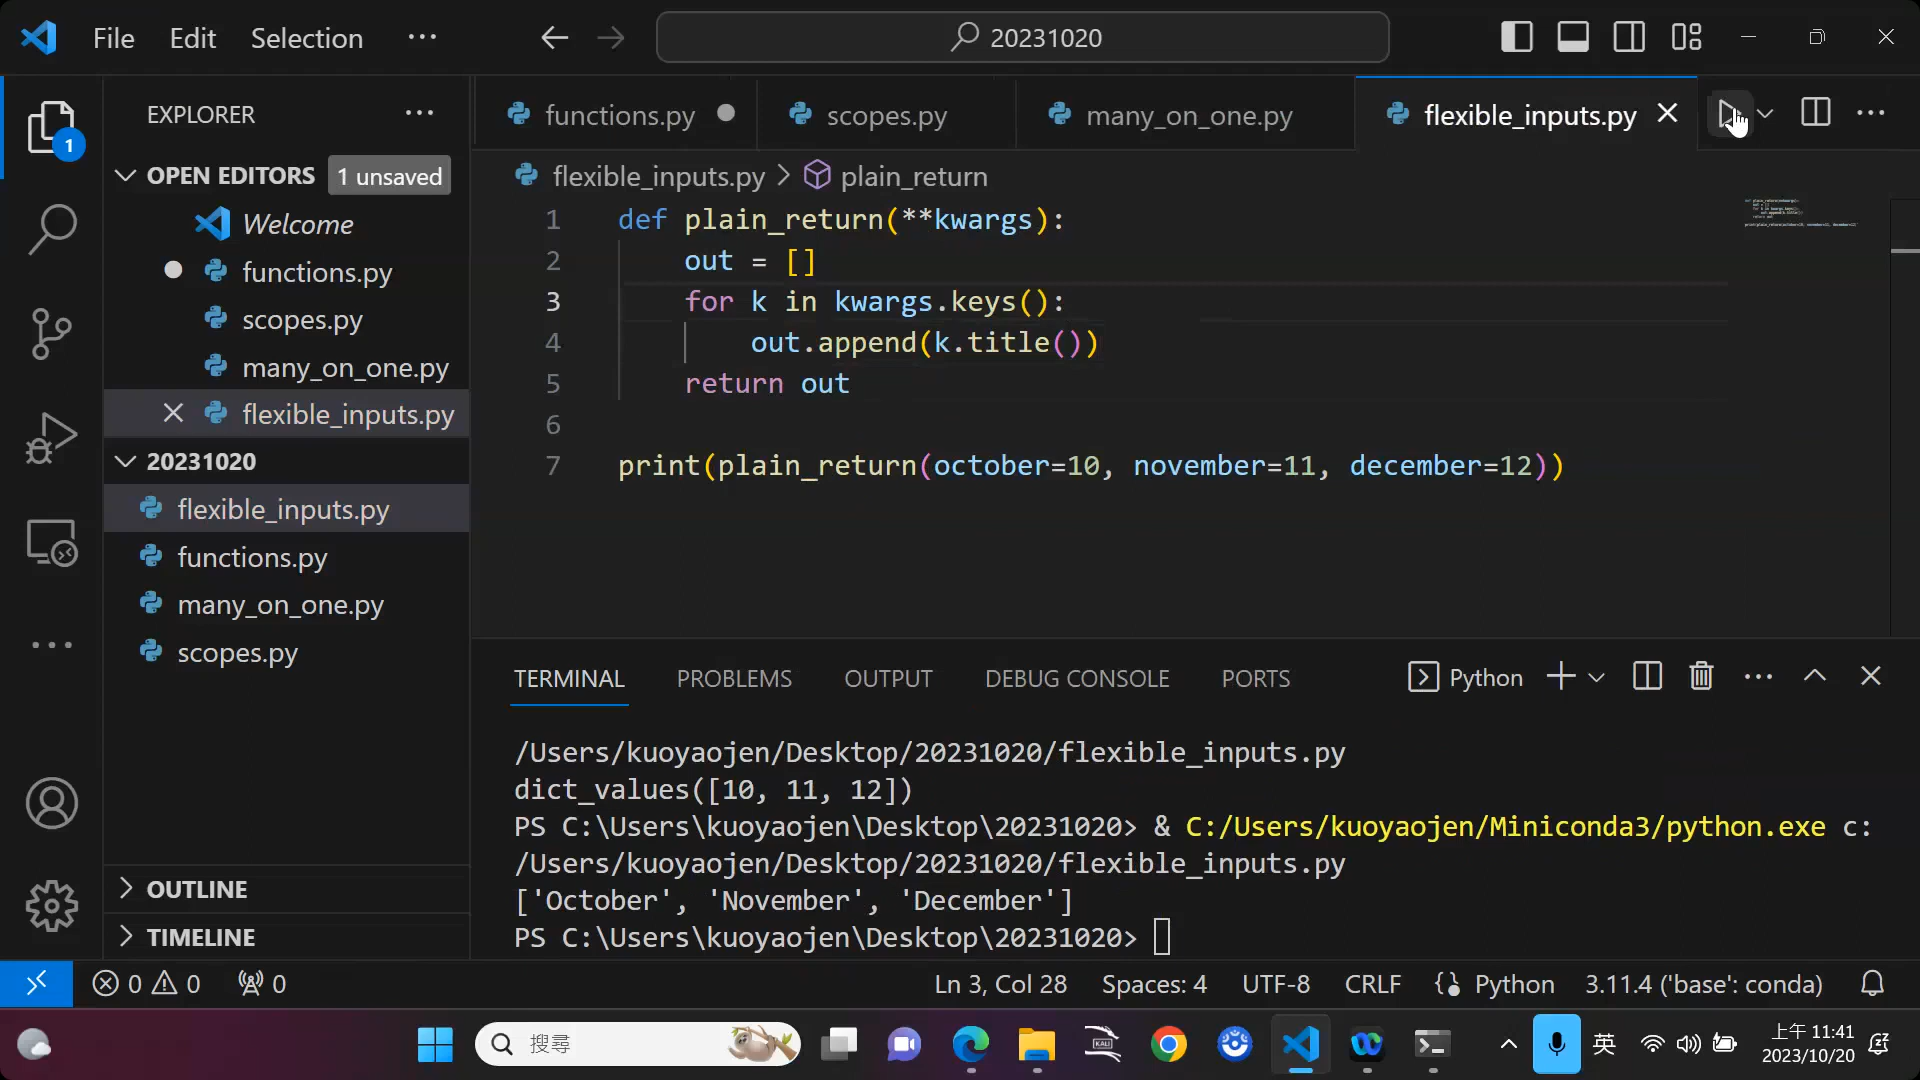 File Edit Selection ··· 20231020
EXPLORER ···
1
OPEN EDITORS 1 unsaved
Welcome
functions.py
scopes.py
many_on_one.py
flexible_inputs.py
20231020
flexible_inputs.py
functions.py
many_on_one.py
scopes.py
OUTLINE
TIMELINE
functions.py scopes.py many_on_one.py flexible_inputs.py
flexible_inputs.py > plain_return
1 def plain_return(**kwargs):
2 out = []
3 for k in kwargs.keys():
4 out.append(k.title())
5 return out
6
7 print(plain_return(october=10, november=11, december=12))
TERMINAL PROBLEMS OUTPUT DEBUG CONSOLE PORTS Python
/Users/kuoyaojen/Desktop/20231020/flexible_inputs.py
dict_values([10, 11, 12])
PS C:\Users\kuoyaojen\Desktop\20231020> & C:/Users/kuoyaojen/Miniconda3/python.exe c:
/Users/kuoyaojen/Desktop/20231020/flexible_inputs.py
['October', 'November', 'December']
PS C:\Users\kuoyaojen\Desktop\20231020>
0 0 0 Ln 3, Col 28 Spaces: 4 UTF-8 CRLF Python 3.11.4 ('base': conda)
搜尋 KALI 英 上午 11:41
2023/10/20